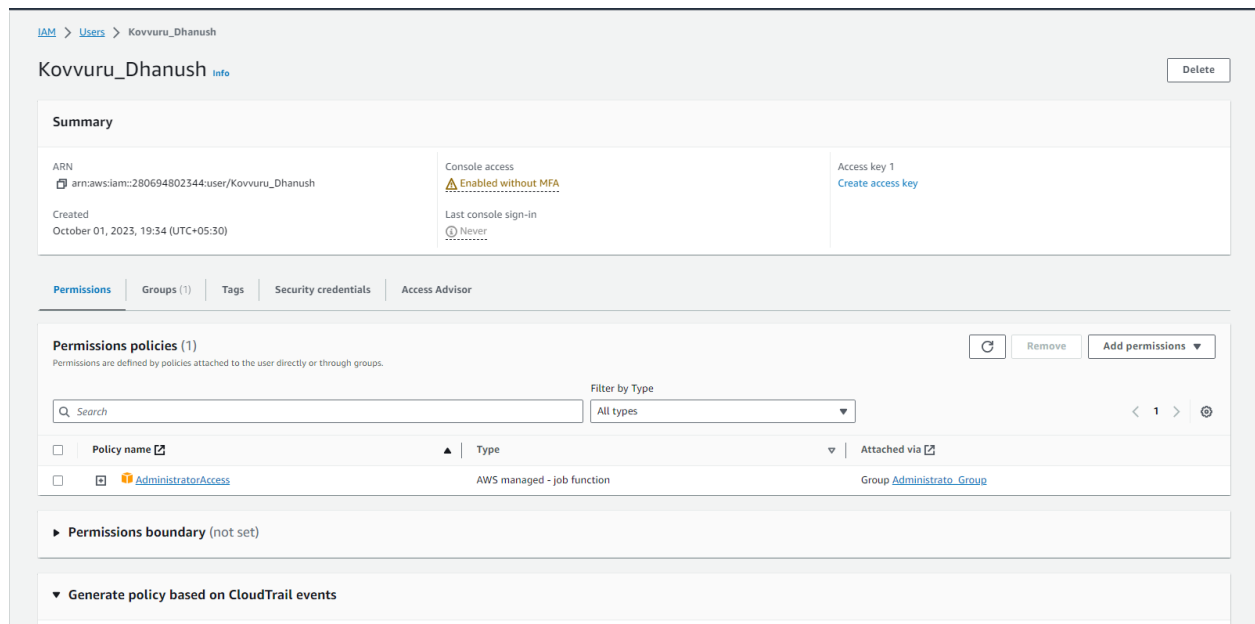 IAM > Users > Kovvuru_Dhanush
Kovvuru_Dhanush Info
Delete
Summary
ARN
arn:aws:iam::280694802344:user/Kovvuru_Dhanush
Created
October 01, 2023, 19:34 (UTC+05:30)
Console access
Enabled without MFA
Last console sign-in
Never
Access key 1
Create access key
Permissions Groups (1) Tags Security credentials Access Advisor
Permissions policies (1)
Permissions are defined by policies attached to the user directly or through groups.
Remove Add permissions
Filter by Type
Search All types 1
Policy name Type Attached via
AdministratorAccess AWS managed - job function Group Administrato_Group
Permissions boundary (not set)
Generate policy based on CloudTrail events